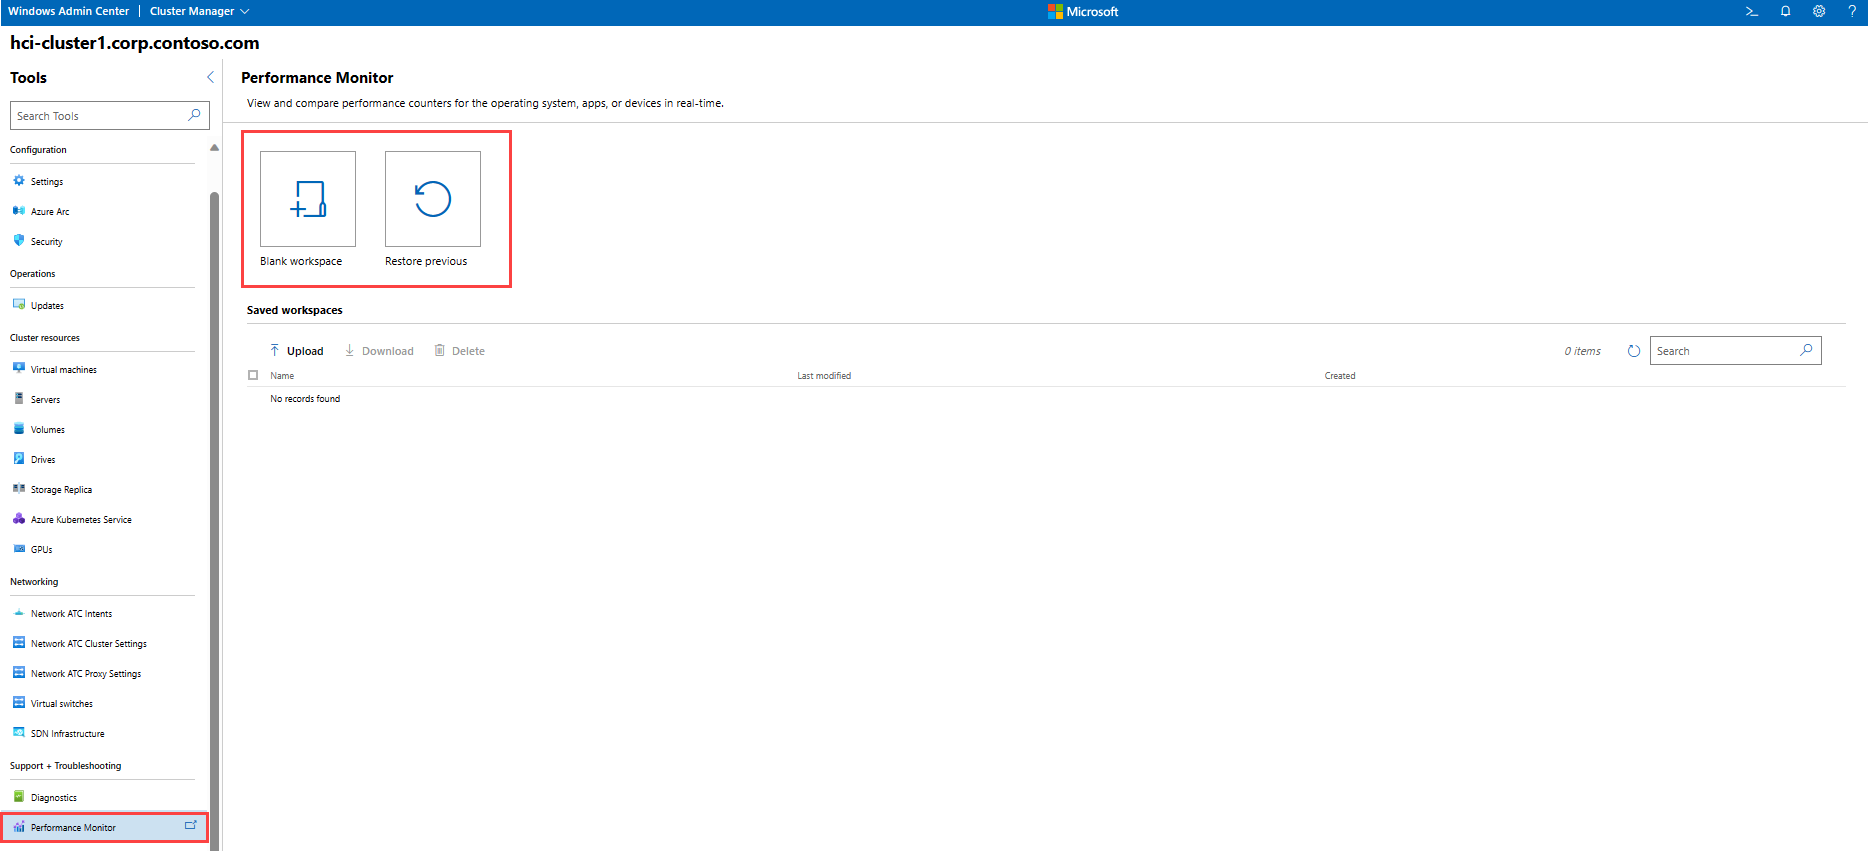 Windows Admin Center | Cluster Manager
Microsoft
>_ ?
hci-cluster1.corp.contoso.com
Tools
Search Tools
Configuration
Settings
Azure Arc
Security
Operations
Updates
Cluster resources
Virtual machines
Servers
Volumes
Drives
Storage Replica
Azure Kubernetes Service
GPUs
Networking
Network ATC Intents
Network ATC Cluster Settings
Network ATC Proxy Settings
Virtual switches
SDN Infrastructure
Support + Troubleshooting
Diagnostics
Performance Monitor
Performance Monitor
View and compare performance counters for the operating system, apps, or devices in real-time.
Blank workspace
Restore previous
Saved workspaces
Upload Download Delete 0 items Search
Name Last modified Created
No records found